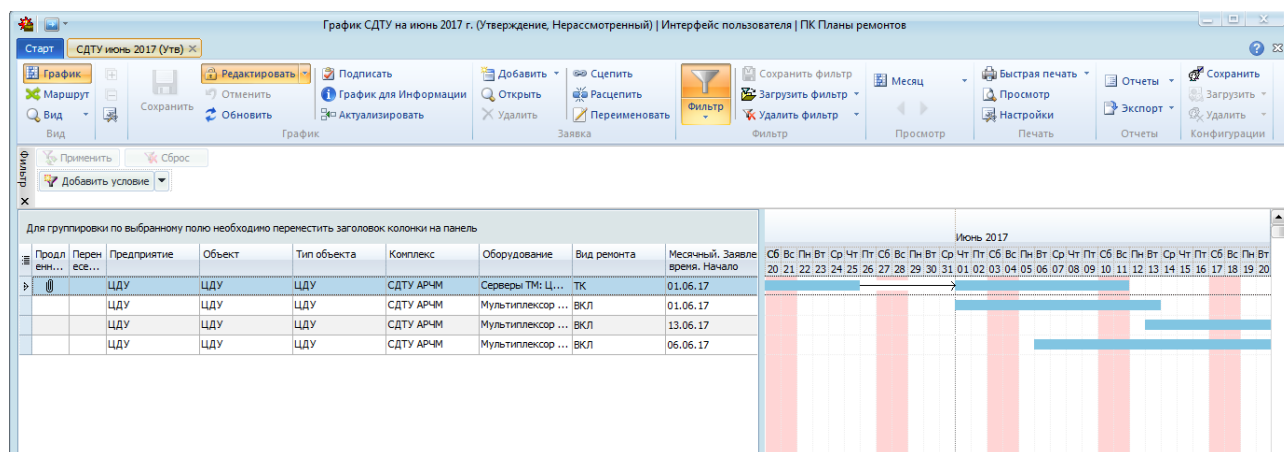 График СДТУ на июнь 2017 г. (Утверждение, Нерассмотренный) | Интерфейс пользователя | ПК Планы ремонтов
Старт СДТУ июнь 2017 (Утв)
График Редактировать Подписать Добавить Сцепить Сохранить фильтр Месяц Быстрая печать Отчеты Сохранить
Маршрут Сохранить Отменить График для Информации Открыть Расцепить Фильтр Загрузить фильтр Просмотр Экспорт Загрузить
Вид Обновить Актуализировать Удалить Переименовать Удалить фильтр Настройки Удалить
Вид График Заявка Фильтр Просмотр Печать Отчеты Конфигурации
Фильтр
Применить Сброс
Добавить условие
Для группировки по выбранному полю необходимо переместить заголовок колонки на панель
Июнь 2017
Продл Перен Предприятие Объект Тип объекта Комплекс Оборудование Вид ремонта Месячный. Заявле Сб Вс Пн Вт Ср Чт Пт Сб Вс Пн Вт Ср Чт Пт Сб Вс Пн Вт Ср Чт Пт Сб Вс Пн Вт Ср Чт Пт Сб Вс Пн Вт
енн... есе... время. Начало 20 21 22 23 24 25 26 27 28 29 30 31 01 02 03 04 05 06 07 08 09 10 11 12 13 14 15 16 17 18 19 20
ЦДУ ЦДУ ЦДУ СДТУ АРЧМ Серверы ТМ: Ц... ТК 01.06.17
ЦДУ ЦДУ ЦДУ СДТУ АРЧМ Мультиплексор ... ВКЛ 01.06.17
ЦДУ ЦДУ ЦДУ СДТУ АРЧМ Мультиплексор ... ВКЛ 13.06.17
ЦДУ ЦДУ ЦДУ СДТУ АРЧМ Мультиплексор ... ВКЛ 06.06.17